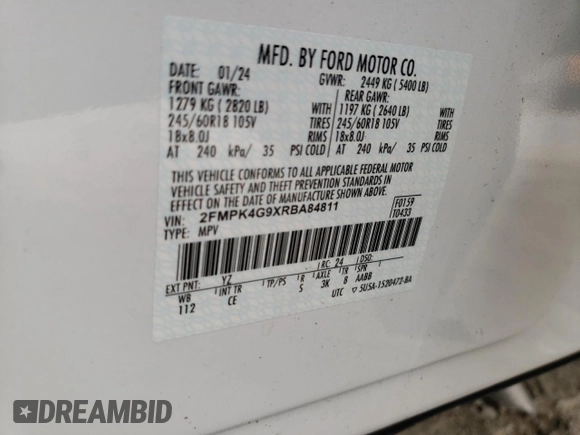 MFD. BY FORD MOTOR CO.
DATE: 01/24 GVWR: 2449 KG ( 5400 LB)
FRONT GAWR: REAR GAWR:
1279 KG ( 2820 LB) WITH 1197 KG ( 2640 LB) WITH
245/60R18 105V TIRES 245/60R18 105V TIRES
18x8.0J RIMS 18x8.0J RIMS
AT 240 kPa/ 35 PSI COLD AT 240 kPa/ 35 PSI COLD
THIS VEHICLE CONFORMS TO ALL APPLICABLE FEDERAL MOTOR
VEHICLE SAFETY AND THEFT PREVENTION STANDARDS IN
EFFECT ON THE DATE OF MANUFACTURE SHOWN ABOVE.
VIN: 2FMPK4G9XRBA84811 F0159
TYPE: MPV T0433
EXT PNT: YZ RC: 24 DSO:
WB INT TR TP/PS R AXLE TR SPR
112 CE S 3K 8 AABB
UTC ▽ 5U5A-1520472-BA
DREAMBID